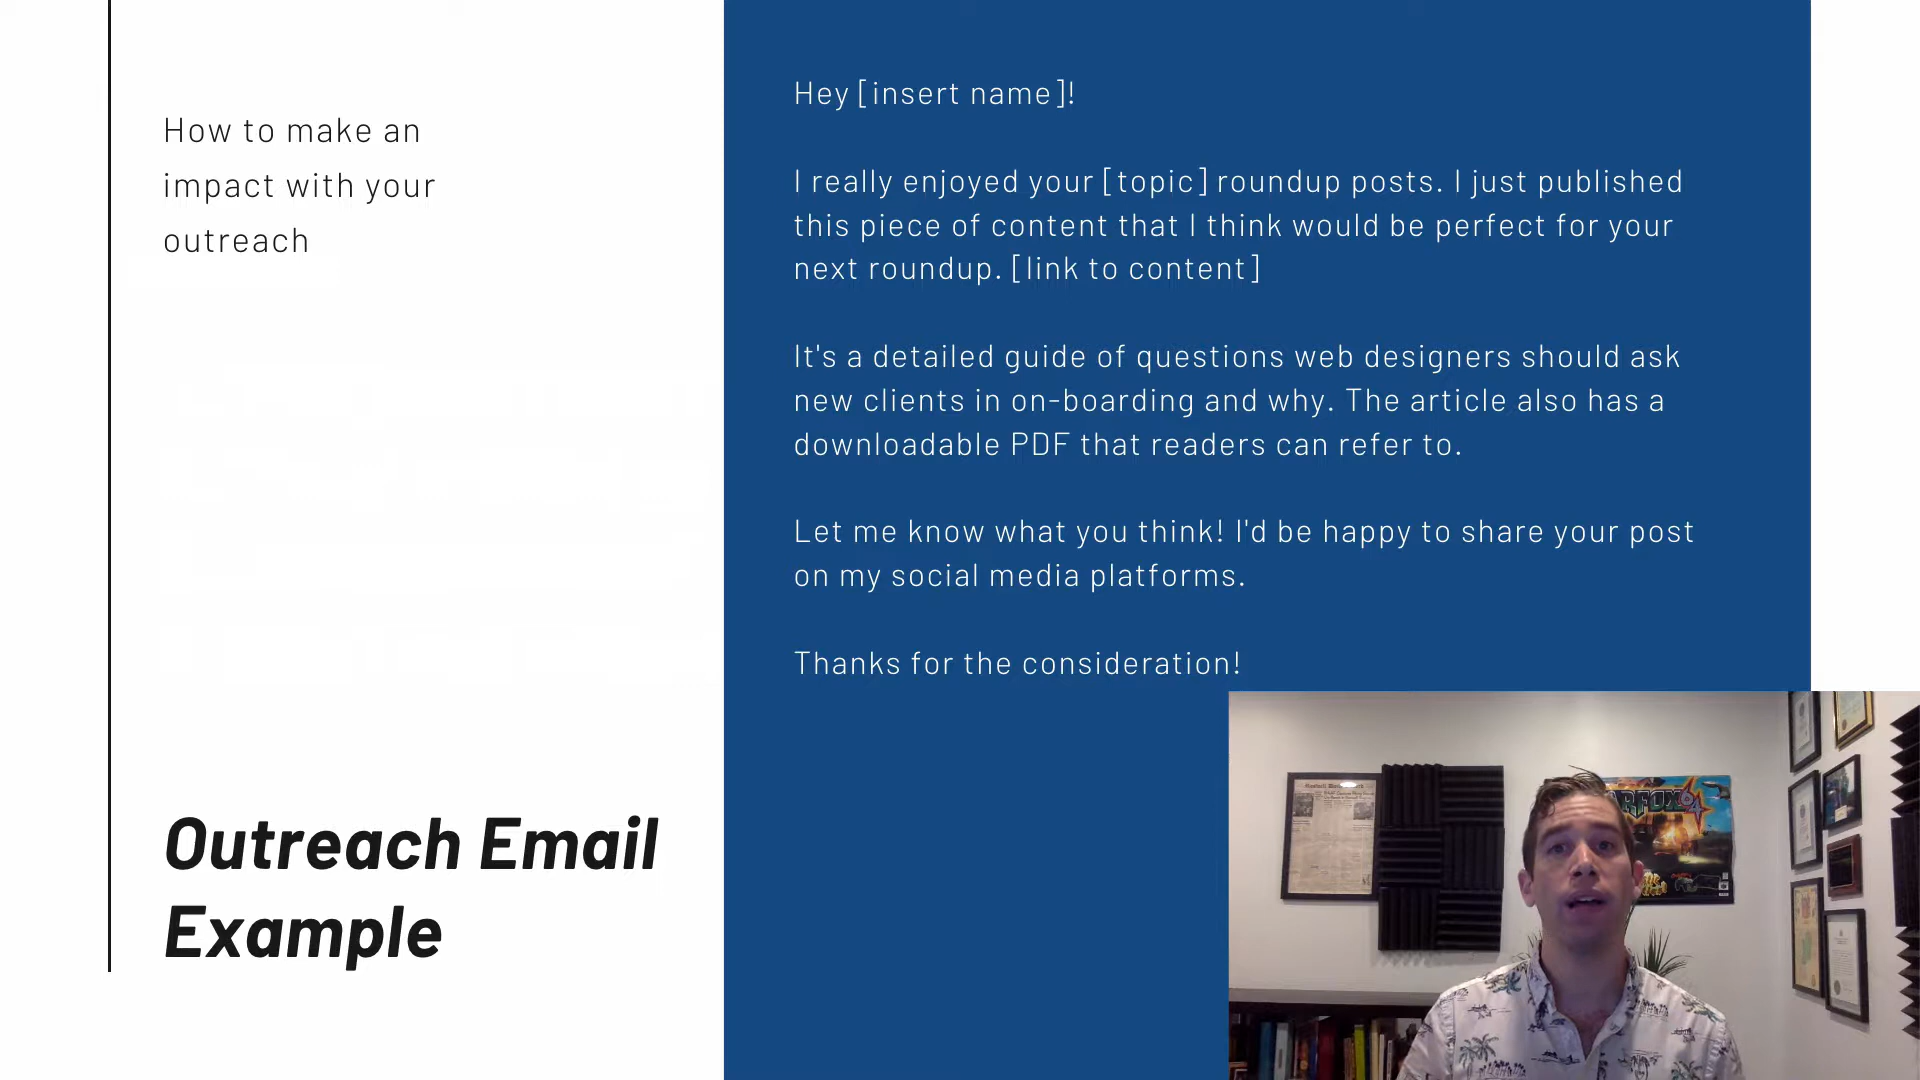 How to make an
impact with your
outreach
Outreach Email
Example
Hey [insert name]!
I really enjoyed your [topic] roundup posts. I just published
this piece of content that I think would be perfect for your
next roundup. [link to content]
It's a detailed guide of questions web designers should ask
new clients in on-boarding and why. The article also has a
downloadable PDF that readers can refer to.
Let me know what you think! I'd be happy to share your post
on my social media platforms.
Thanks for the consideration!